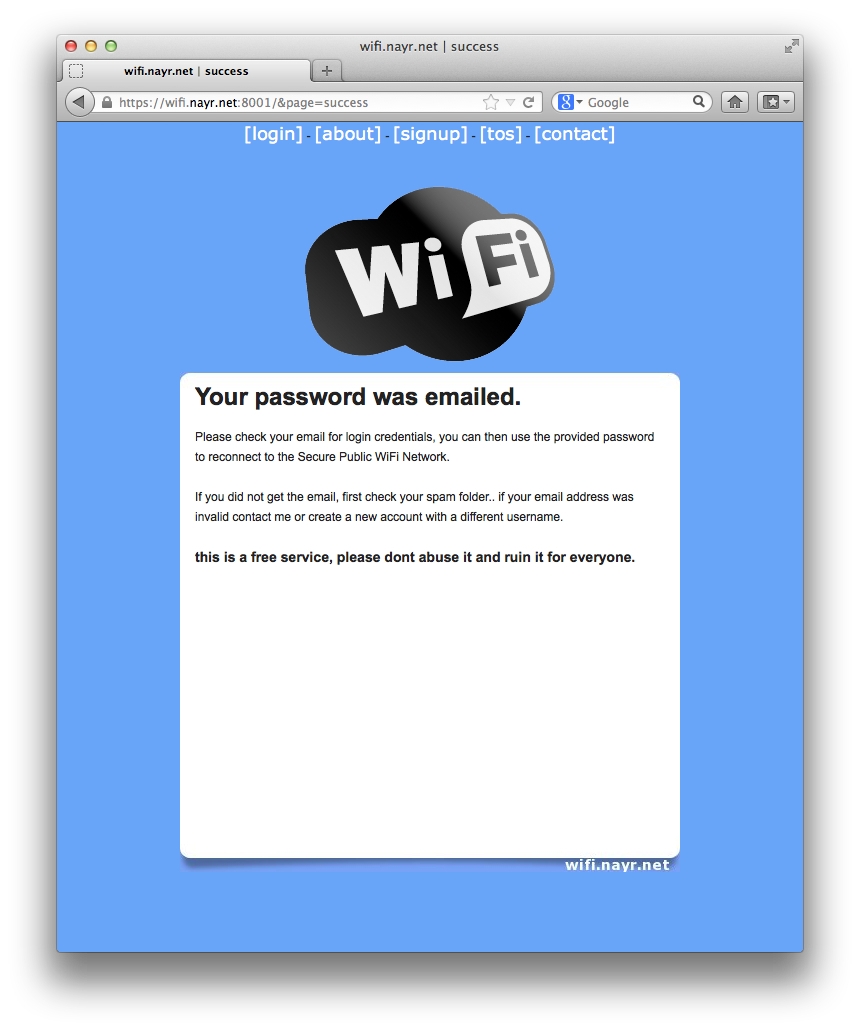 wifi.nayr.net | success
wifi.nayr.net | success
https://wifi.nayr.net:8001/&page=success
Google
[login] - [about] - [signup] - [tos] - [contact]
Wi Fi
Your password was emailed.
Please check your email for login credentials, you can then use the provided password
to reconnect to the Secure Public WiFi Network.
If you did not get the email, first check your spam folder.. if your email address was
invalid contact me or create a new account with a different username.
this is a free service, please dont abuse it and ruin it for everyone.
wifi.nayr.net